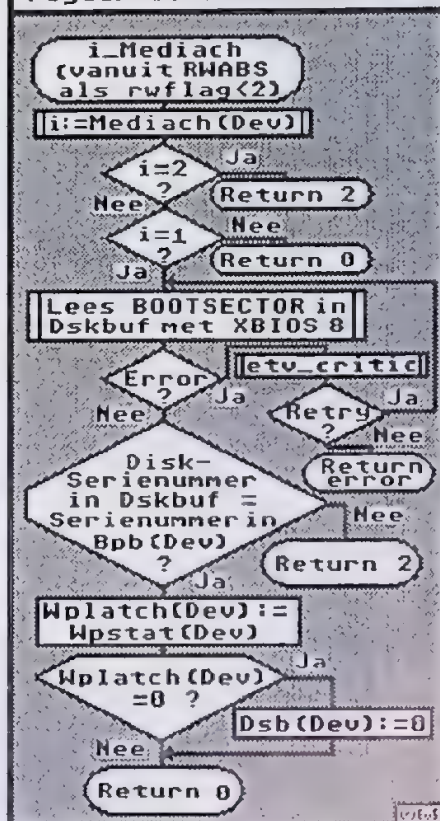 i_Mediach
(vanuit RWABS
als rwflag<2)
i:=Mediach(Dev)
i=2
?
Ja
Nee
Return 2
i=1
?
Nee
Ja
Return 0
Lees BOOTSECTOR in
Dskbuf met XBIOS 8
Error
?
Ja
Nee
etv_critic
Retry
?
Ja
Nee
Return
error
Disk-
Serienummer
in Dskbuf =
Serienummer in
Bpb(Dev)
?
Nee
Return 2
Ja
Wplatch(Dev):=
Wpstat(Dev)
Wplatch(Dev)
=0 ?
Ja
Dsb(Dev):=0
Nee
Return 0